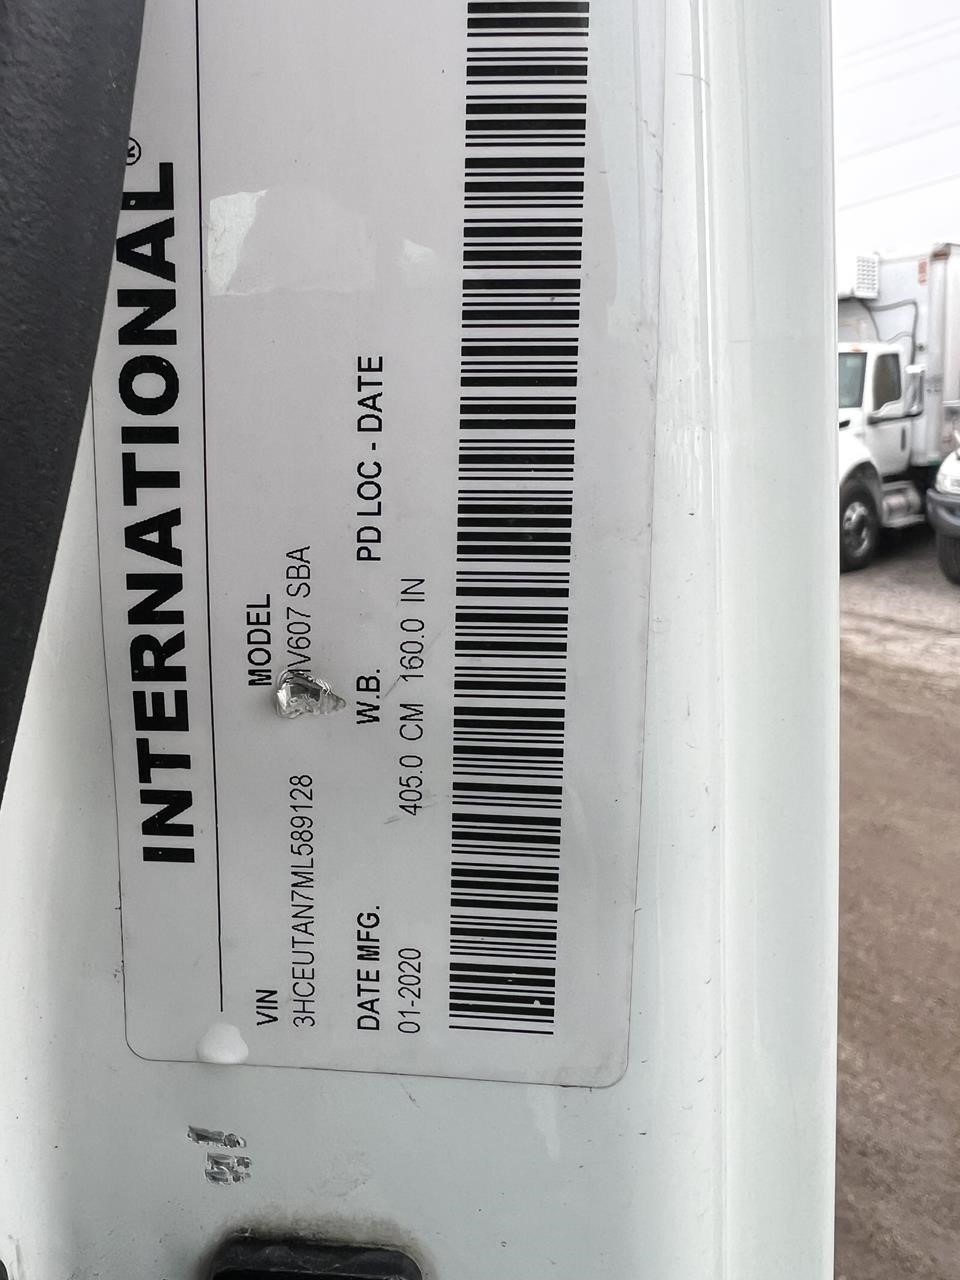 INTERNATIONAL®
VIN MODEL
3HCEUTAN7ML589128 V607 SBA
DATE MFG. W.B. PD LOC - DATE
01-2020 405.0 CM 160.0 IN